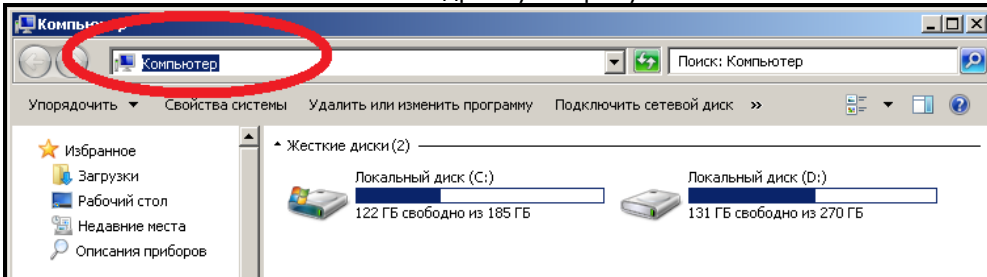 Компьютер
Компьютер
Поиск: Компьютер
Упорядочить Свойства системы Удалить или изменить программу Подключить сетевой диск »
Избранное
Загрузки
Рабочий стол
Недавние места
Описания приборов
Жесткие диски (2)
Локальный диск (C:)
122 ГБ свободно из 185 ГБ
Локальный диск (D:)
131 ГБ свободно из 270 ГБ